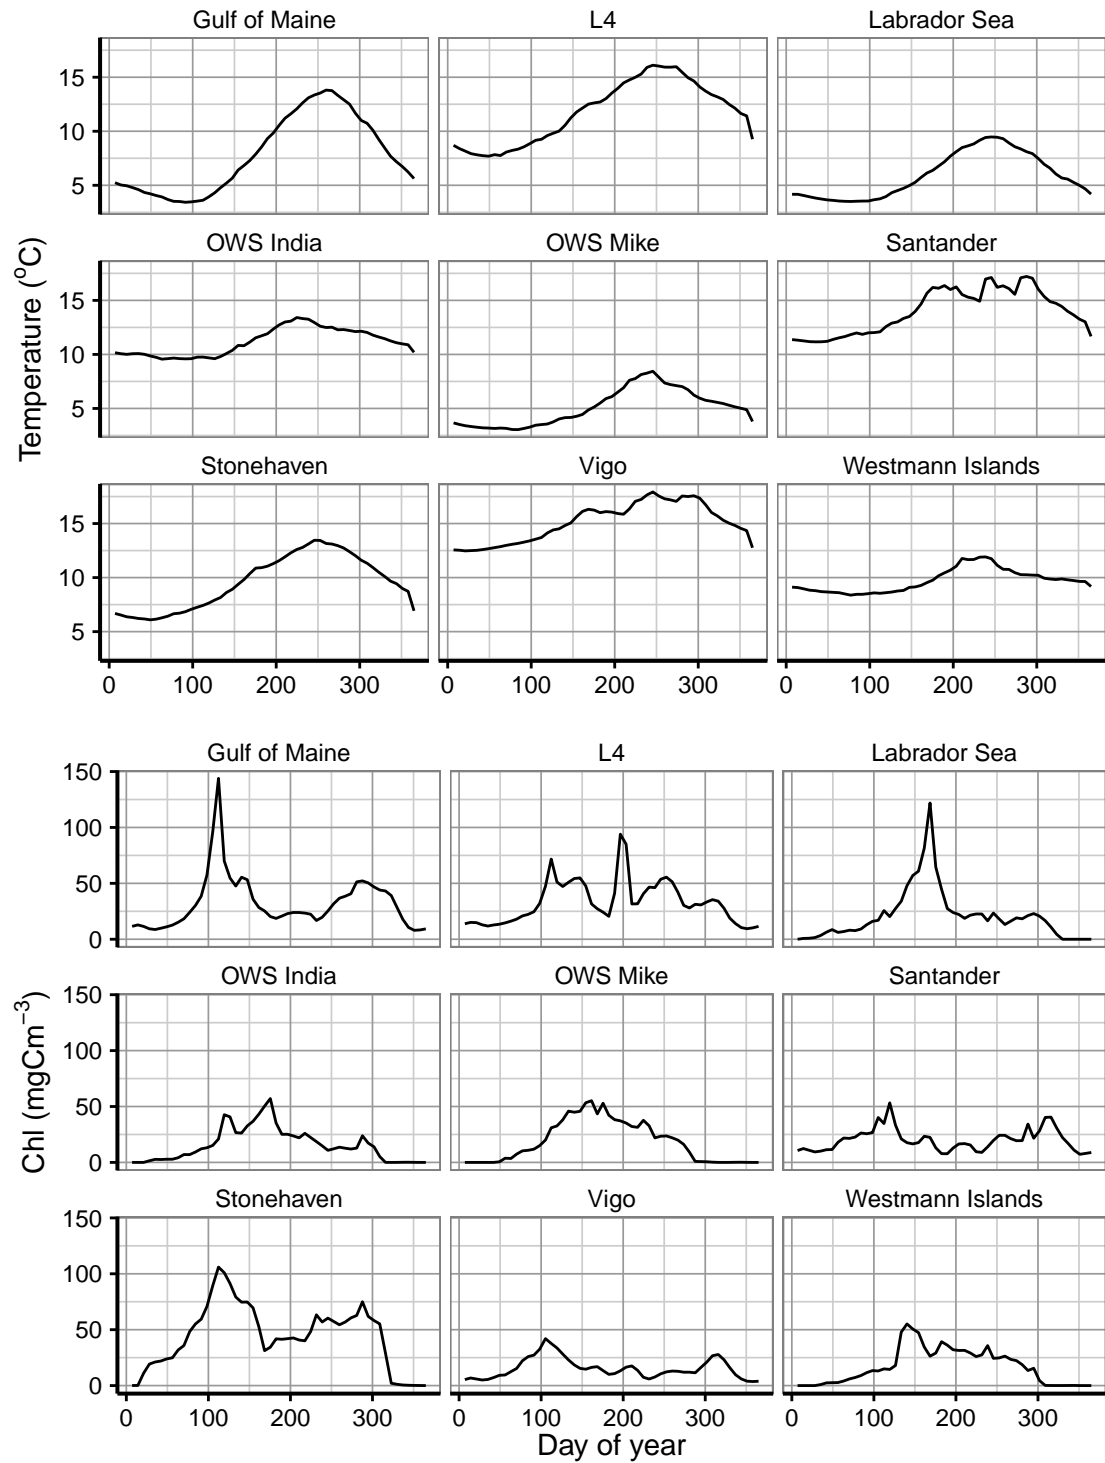 Gulf of Maine L4 Labrador Sea
15
10
5
OWS India OWS Mike Santander
15
10
5
Temperature (°C)
Stonehaven Vigo Westmann Islands
15
10
5
0 100 200 300 0 100 200 300 0 100 200 300
Gulf of Maine L4 Labrador Sea
150
100
50
0
OWS India OWS Mike Santander
150
100
50
0
Chl (mgCm⁻³)
Stonehaven Vigo Westmann Islands
150
100
50
0
0 100 200 300 0 100 200 300 0 100 200 300
Day of year